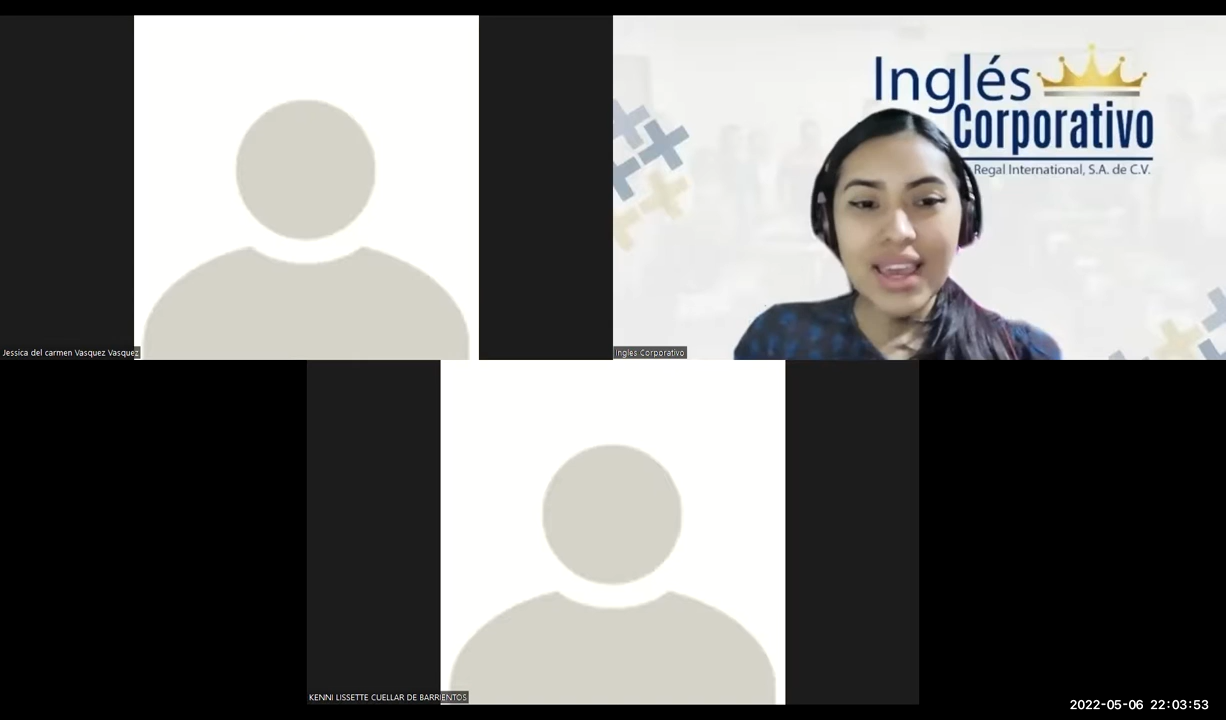 Inglés
Corporativo
Regal International, S.A. de C.V.
Jessica del carmen Vasquez Vasquez
Ingles Corporativo
KENNI LISSETTE CUELLAR DE BARRIENTOS
2022-05-06 22:03:53